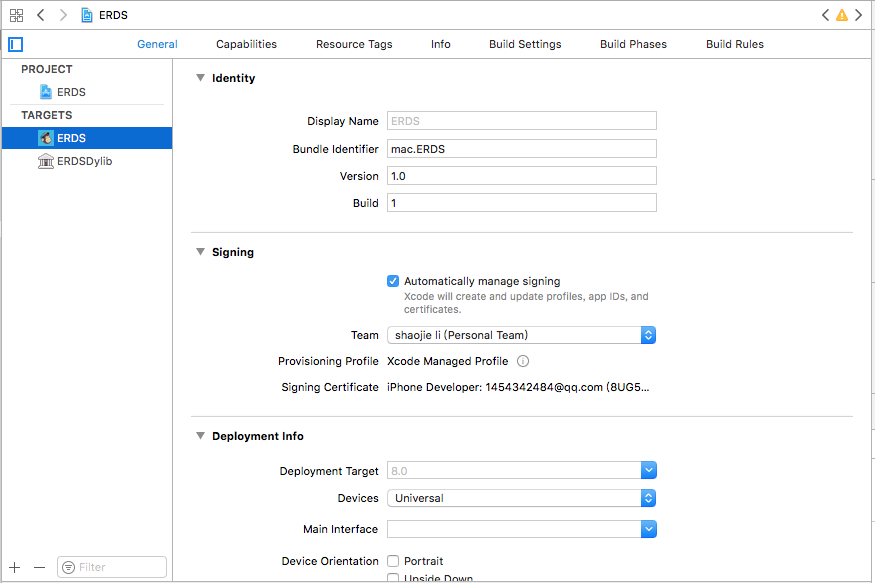 ERDS
General Capabilities Resource Tags Info Build Settings Build Phases Build Rules
PROJECT
ERDS
TARGETS
ERDS
ERDSDylib
Filter
Identity
Display Name ERDS
Bundle Identifier mac.ERDS
Version 1.0
Build 1
Signing
Automatically manage signing
Xcode will create and update profiles, app IDs, and
certificates.
Team shaojie li (Personal Team)
Provisioning Profile Xcode Managed Profile
Signing Certificate iPhone Developer: 1454342484@qq.com (8UG5...
Deployment Info
Deployment Target 8.0
Devices Universal
Main Interface
Device Orientation Portrait
Upside Down